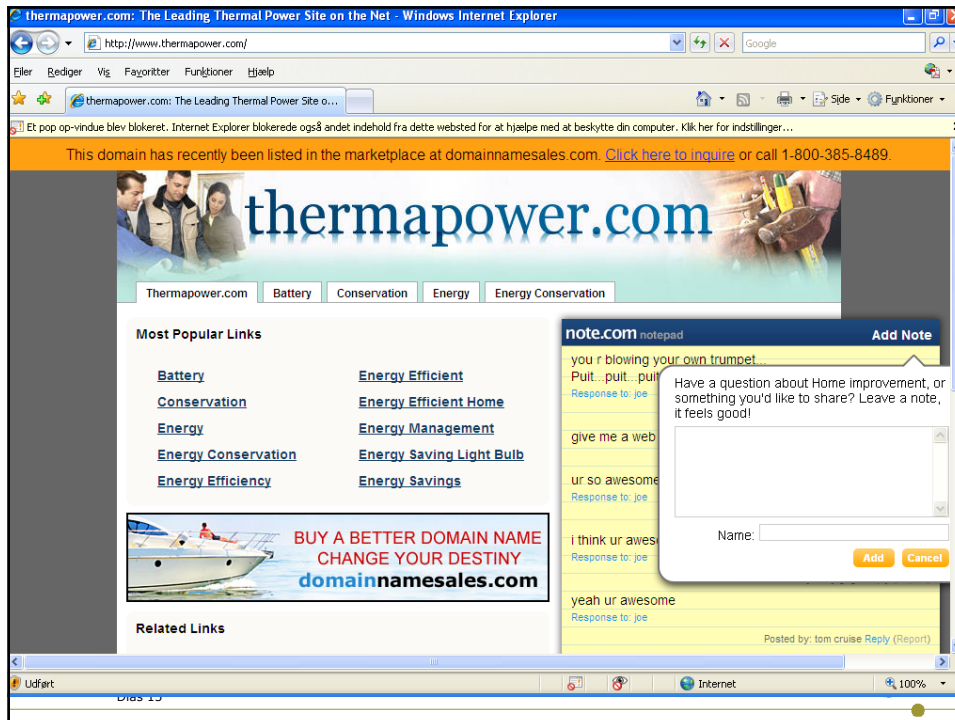 thermapower.com: The Leading Thermal Power Site on the Net - Windows Internet Explorer
http://www.thermapower.com/
Google
Filer Rediger Vis Favoritter Funktioner Hjælp
thermapower.com: The Leading Thermal Power Site o...
Side Funktioner
Et pop op-vindue blev blokeret. Internet Explorer blokerede også andet indehold fra dette websted for at hjælpe med at beskytte din computer. Klik her for indstillinger...
This domain has recently been listed in the marketplace at domainnamesales.com. Click here to inquire or call 1-800-385-8489.
thermapower.com
Thermapower.com Battery Conservation Energy Energy Conservation
Most Popular Links
Battery
Conservation
Energy
Energy Conservation
Energy Efficiency
Energy Efficient
Energy Efficient Home
Energy Management
Energy Saving Light Bulb
Energy Savings
BUY A BETTER DOMAIN NAME
CHANGE YOUR DESTINY
domainnamesales.com
Related Links
note.com notepad
Add Note
you r blowing your own trumpet...
Puit...puit...puit
Response to: joe
give me a web
ur so awesome
Response to: joe
i think ur aweso
Response to: joe
yeah ur awesome
Response to: joe
Posted by: tom cruise Reply (Report)
Have a question about Home improvement, or
something you'd like to share? Leave a note,
it feels good!
Name:
Add Cancel
Udført
Internet
100%